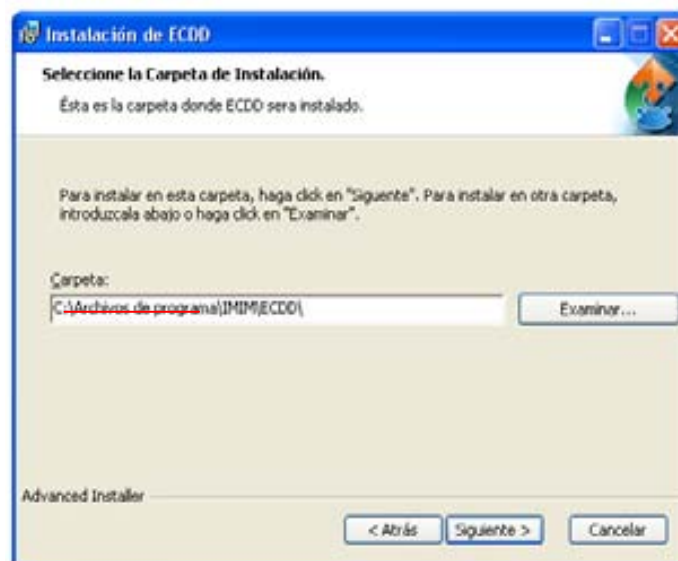 Instalación de ECDD
Seleccione la Carpeta de Instalación.
Ésta es la carpeta donde ECDD sera instalado.
Para instalar en esta carpeta, haga click en "Siguente". Para instalar en otra carpeta,
introduzcala abajo o haga click en "Examinar".
Carpeta:
C:\Archivos de programa\IMIM\ECDD\
Examinar...
Advanced Installer
< Atrás
Siguiente >
Cancelar